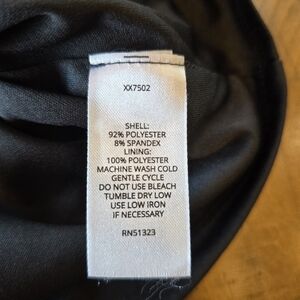 XX7502
SHELL:
92% POLYESTER
8% SPANDEX
LINING:
100% POLYESTER
MACHINE WASH COLD
GENTLE CYCLE
DO NOT USE BLEACH
TUMBLE DRY LOW
USE LOW IRON
IF NECESSARY
RN51323